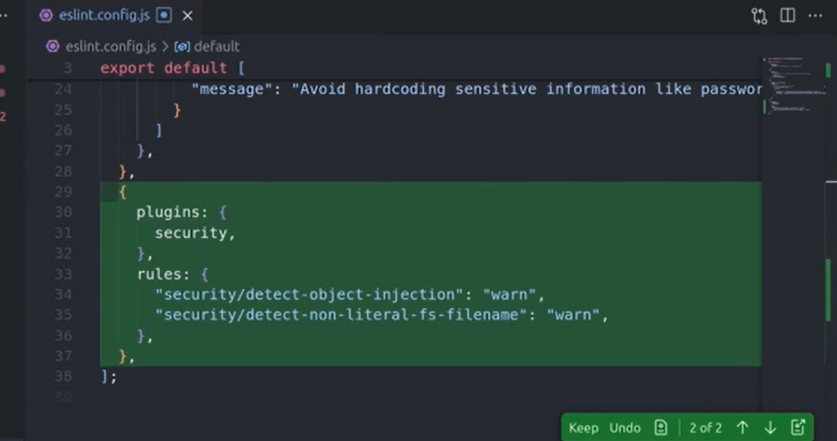 eslint.config.js
eslint.config.js > default
3 export default [
24 "message": "Avoid hardcoding sensitive information like passwor
25 }
26 ]
27 },
28 },
29 {
30 plugins: {
31 security,
32 },
33 rules: {
34 "security/detect-object-injection": "warn",
35 "security/detect-non-literal-fs-filename": "warn",
36 },
37 },
38 ];
39
2
Keep Undo 2 of 2